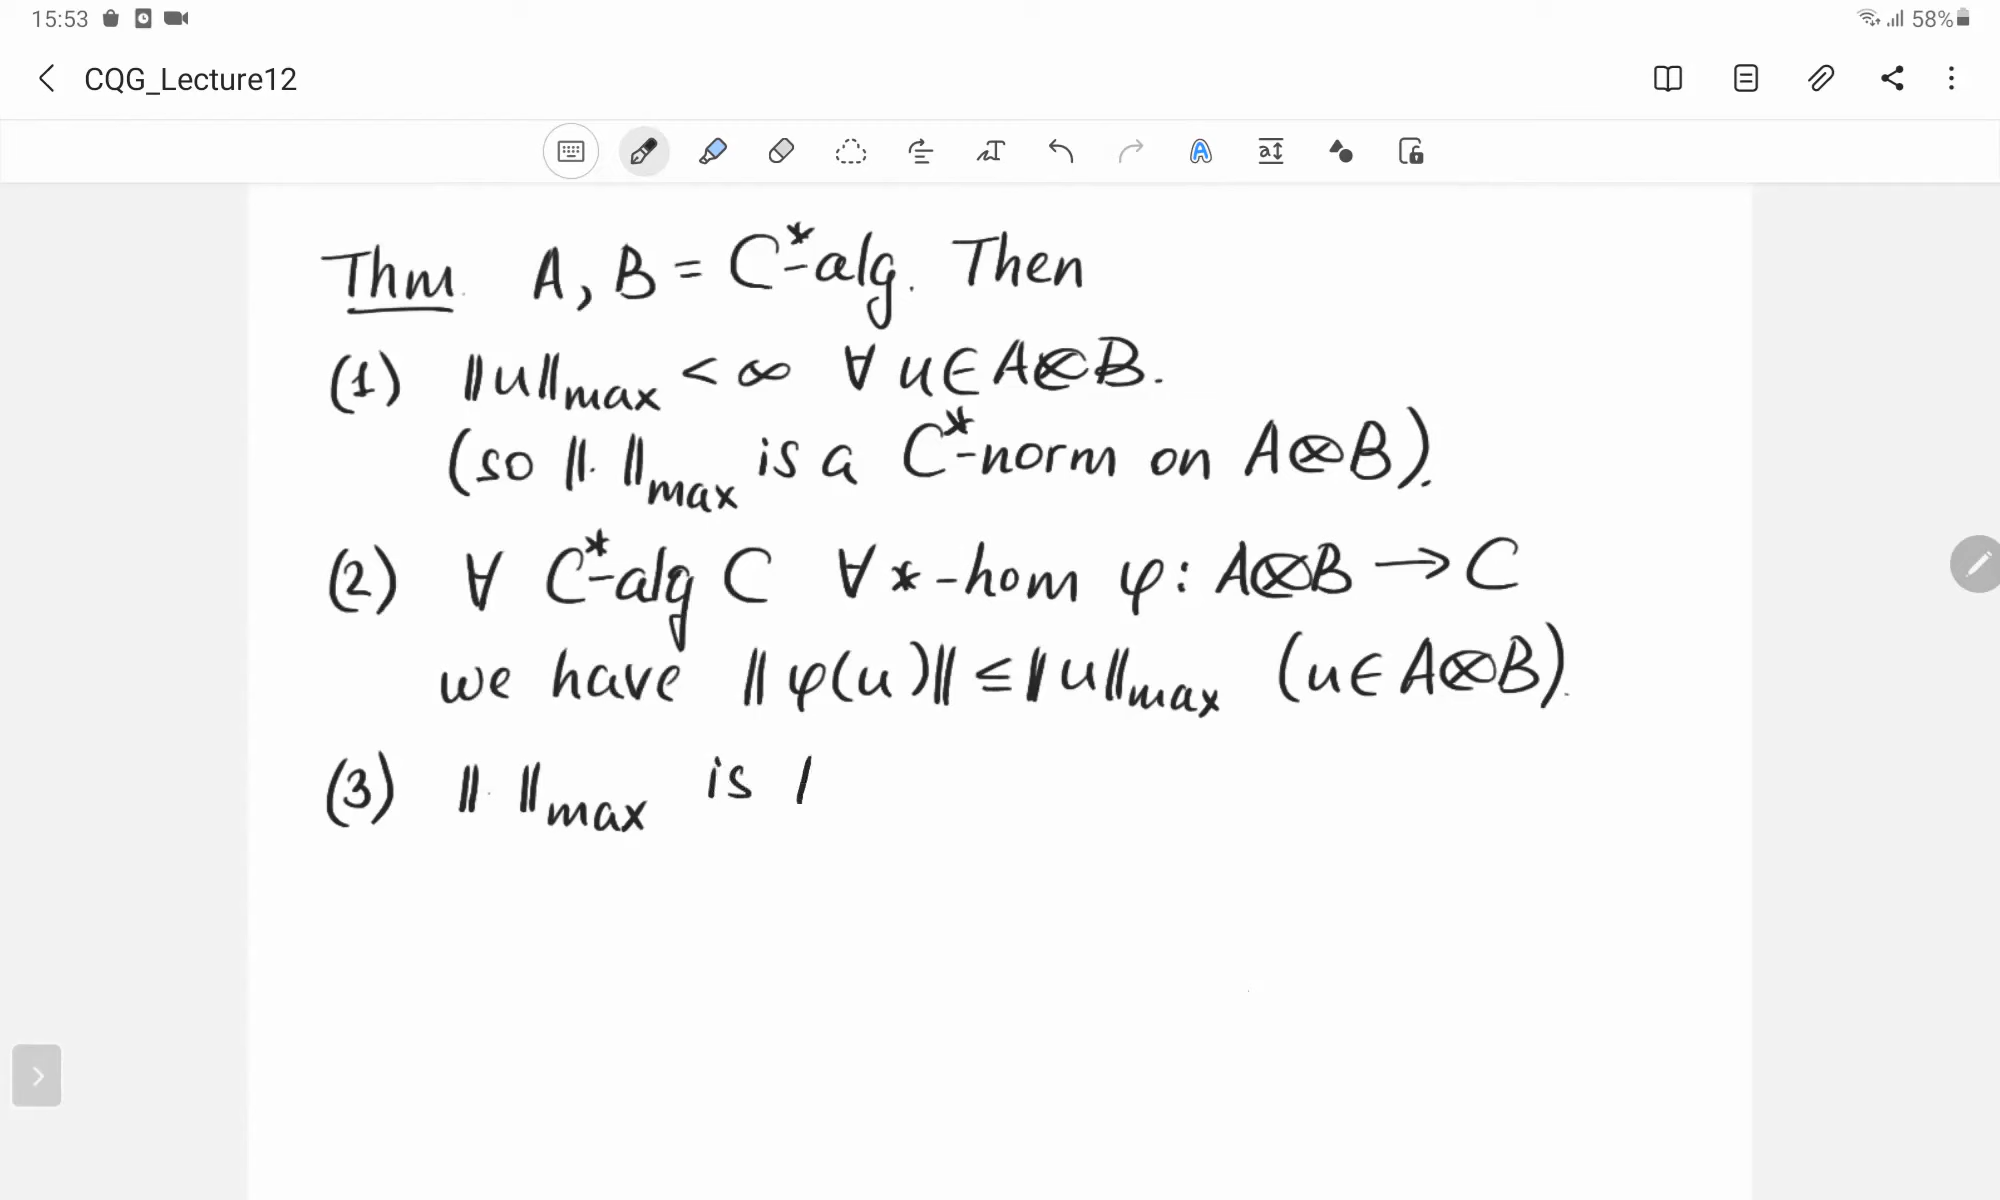 15:53 58%
CQG_Lecture12
Thm. A, B = C*-alg. Then
(1) ‖u‖max < ∞ ∀ u ∈ A⊗B.
(so ‖·‖max is a C*-norm on A⊗B).
(2) ∀ C*-alg C ∀ *-hom φ: A⊗B → C
we have ‖φ(u)‖ ≤ ‖u‖max (u ∈ A⊗B).
(3) ‖·‖max is